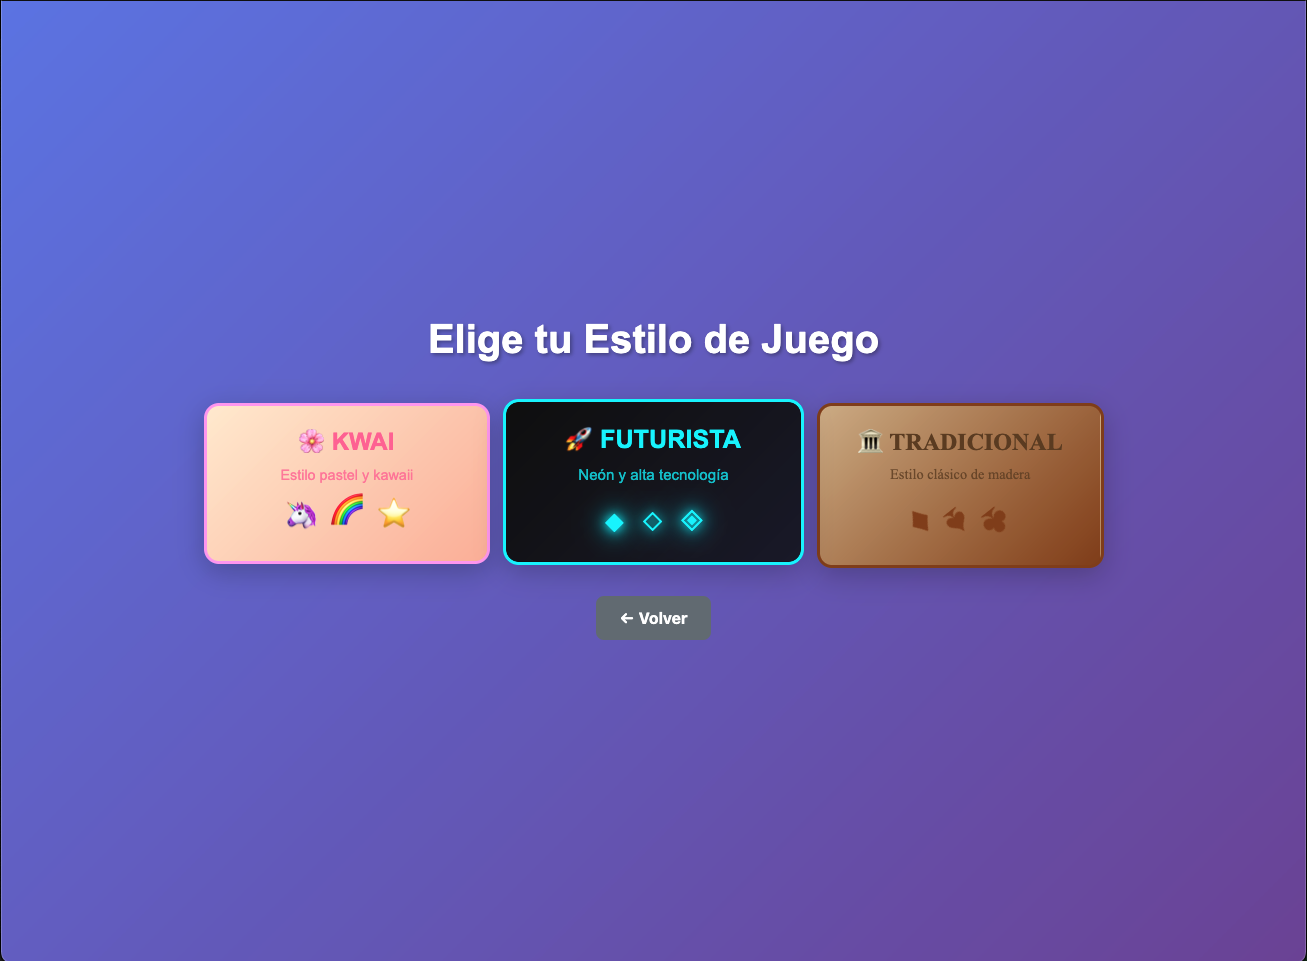 Elige tu Estilo de Juego
🌸 KWAI
Estilo pastel y kawaii
🦄 🌈 ⭐
🚀 FUTURISTA
Neón y alta tecnología
◆ ◇ ◈
🏛️ TRADICIONAL
Estilo clásico de madera
♦ ♠ ♣
← Volver